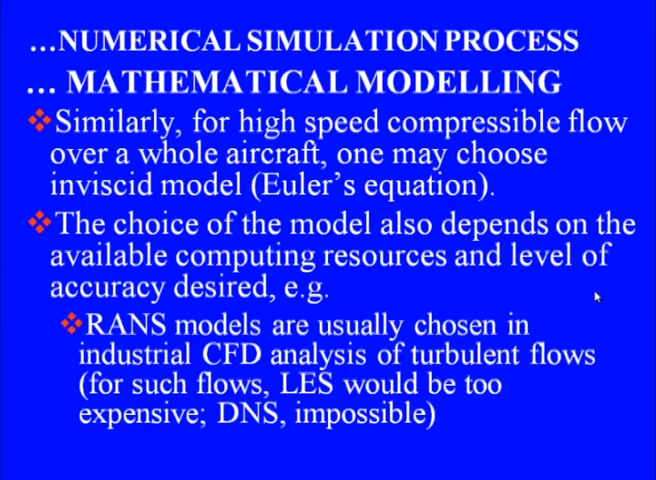 ...NUMERICAL SIMULATION PROCESS
... MATHEMATICAL MODELLING
❖Similarly, for high speed compressible flow
over a whole aircraft, one may choose
inviscid model (Euler's equation).
❖The choice of the model also depends on the
available computing resources and level of
accuracy desired, e.g.
❖RANS models are usually chosen in
industrial CFD analysis of turbulent flows
(for such flows, LES would be too
expensive; DNS, impossible)